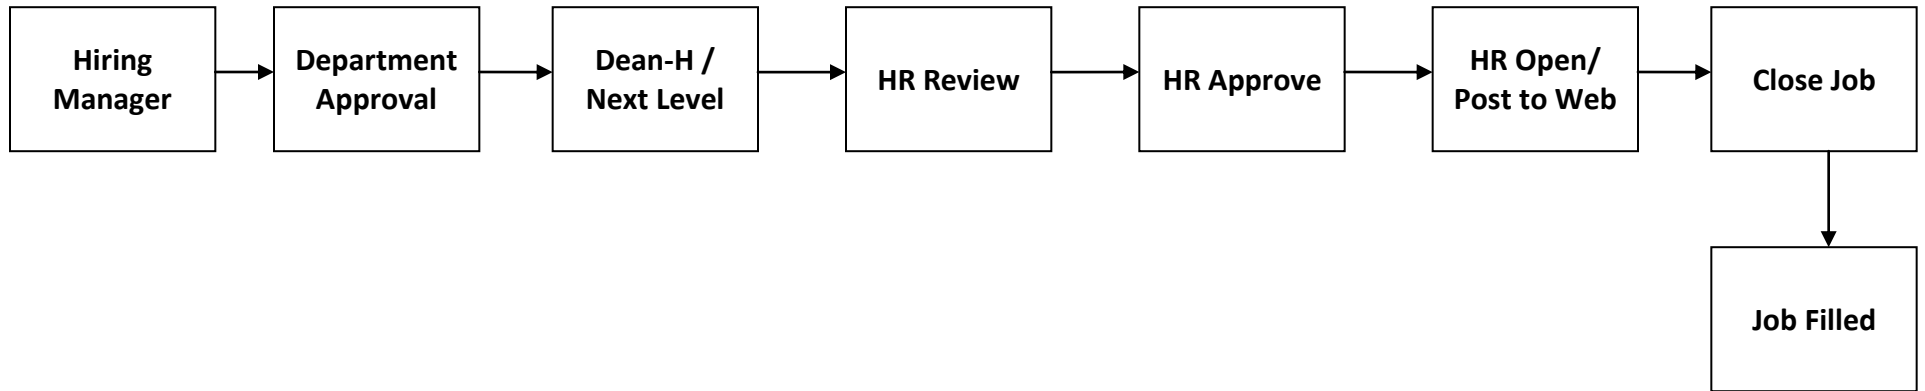 Hiring
Manager
Department
Approval
Dean-H /
Next Level
HR Review
HR Approve
HR Open/
Post to Web
Close Job
Job Filled